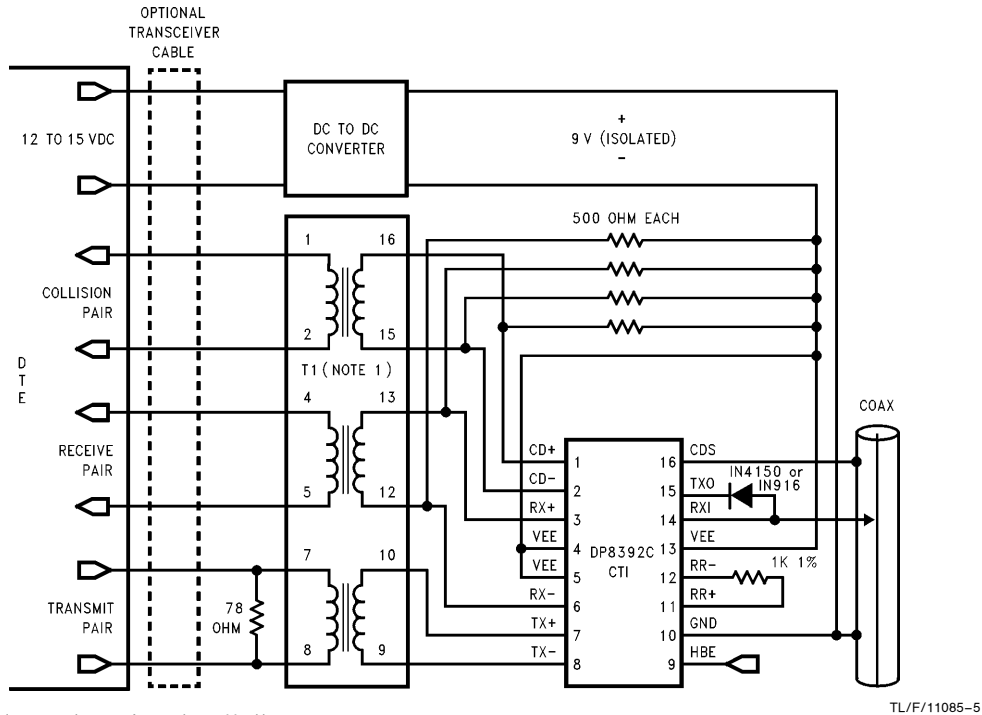 OPTIONAL
TRANSCEIVER
CABLE
12 TO 15 VDC
DC TO DC
CONVERTER
+
9 V (ISOLATED)
−
500 OHM EACH
1
16
COLLISION
PAIR
2
15
D
T
E
T1 (NOTE 1)
4
13
RECEIVE
PAIR
5
12
7
10
TRANSMIT
PAIR
78
OHM
8
9
COAX
CD+
1
16
CDS
CD-
2
15
TXO
IN4150 or
IN916
RX+
3
14
RXI
VEE
4
13
VEE
DP8392C
CTI
VEE
5
12
RR-
1K 1%
RX-
6
11
RR+
TX+
7
10
GND
TX-
8
9
HBE
TL/F/11085–5